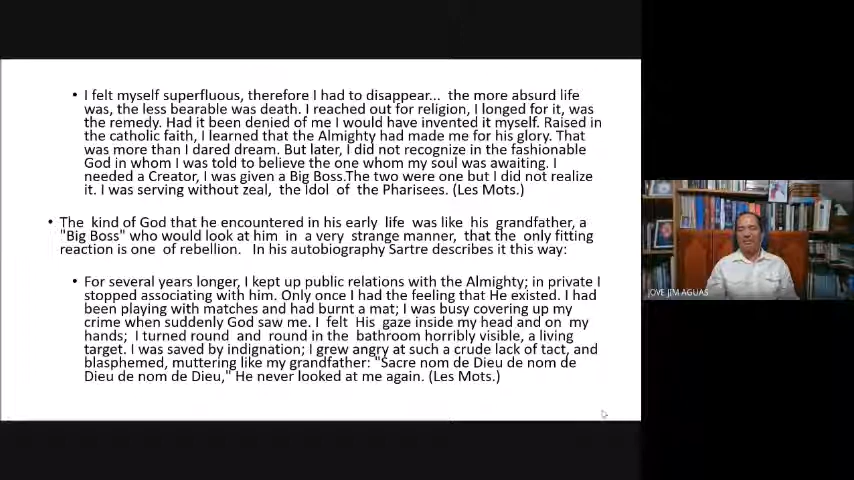 • I felt myself superfluous, therefore I had to disappear... the more absurd life
was, the less bearable was death. I reached out for religion, I longed for it, was
the remedy. Had it been denied of me I would have invented it myself. Raised in
the catholic faith, I learned that the Almighty had made me for his glory. That
was more than I dared dream. But later, I did not recognize in the fashionable
God in whom I was told to believe the one whom my soul was awaiting. I
needed a Creator, I was given a Big Boss.The two were one but I did not realize
it. I was serving without zeal, the Idol of the Pharisees. (Les Mots.)
• The kind of God that he encountered in his early life was like his grandfather, a
"Big Boss" who would look at him in a very strange manner, that the only fitting
reaction is one of rebellion. In his autobiography Sartre describes it this way:
• For several years longer, I kept up public relations with the Almighty; in private I
stopped associating with him. Only once I had the feeling that He existed. I had
been playing with matches and had burnt a mat; I was busy covering up my
crime when suddenly God saw me. I felt His gaze inside my head and on my
hands; I turned round and round in the bathroom horribly visible, a living
target. I was saved by indignation; I grew angry at such a crude lack of tact, and
blasphemed, muttering like my grandfather: "Sacre nom de Dieu de nom de
Dieu de nom de Dieu," He never looked at me again. (Les Mots.)
JOVE JIM AGUAS